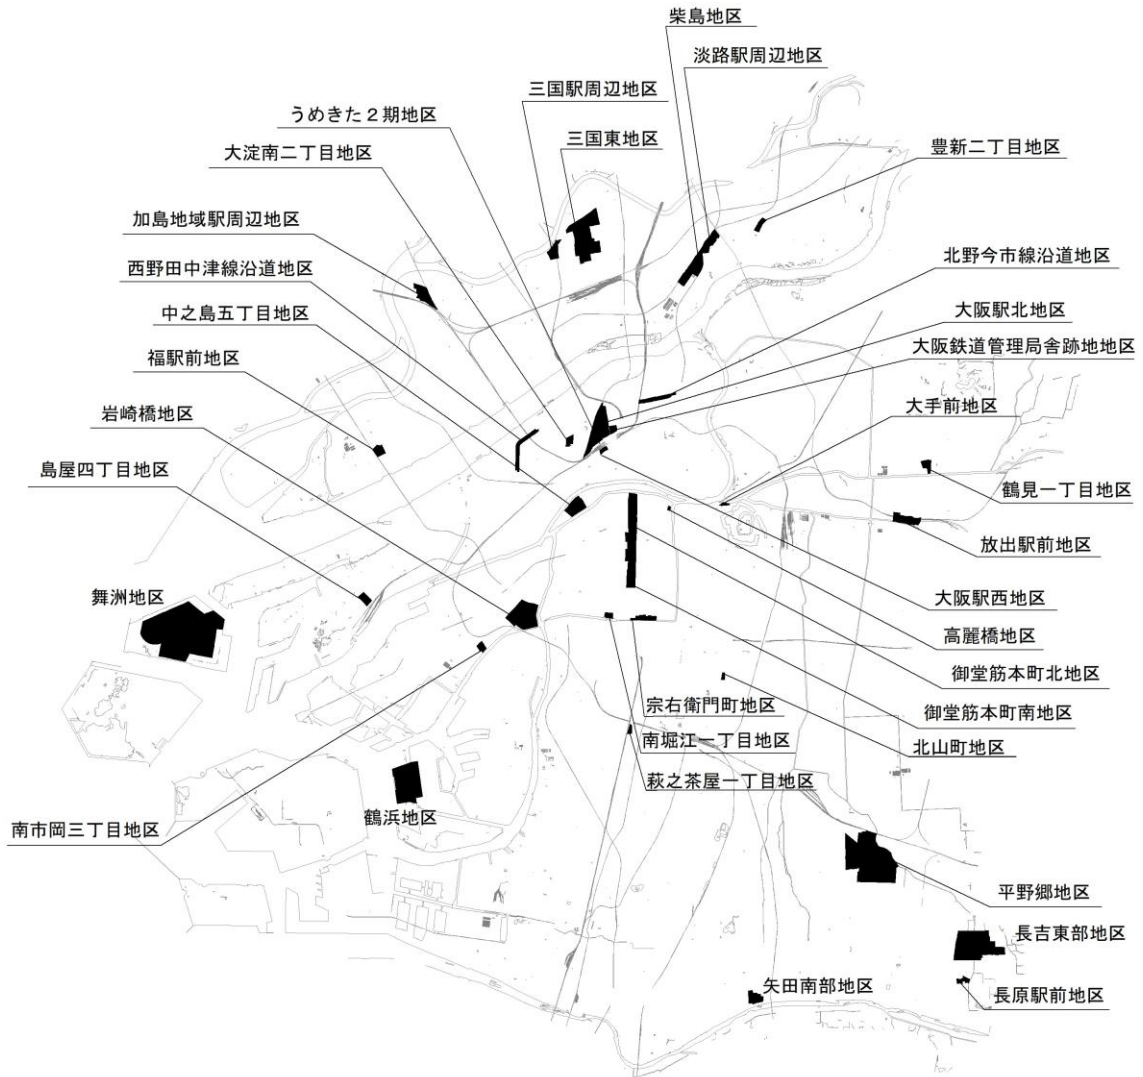 柴島地区
淡路駅周辺地区
三国駅周辺地区
うめきた２期地区
三国東地区
大淀南二丁目地区
豊新二丁目地区
加島地域駅周辺地区
西野田中津線沿道地区
北野今市線沿道地区
中之島五丁目地区
大阪駅北地区
大阪鉄道管理局舎跡地地区
福駅前地区
大手前地区
岩崎橋地区
島屋四丁目地区
鶴見一丁目地区
放出駅前地区
舞洲地区
大阪駅西地区
高麗橋地区
御堂筋本町北地区
宗右衛門町地区
御堂筋本町南地区
南堀江一丁目地区
北山町地区
萩之茶屋一丁目地区
鶴浜地区
南市岡三丁目地区
平野郷地区
長吉東部地区
矢田南部地区
長原駅前地区